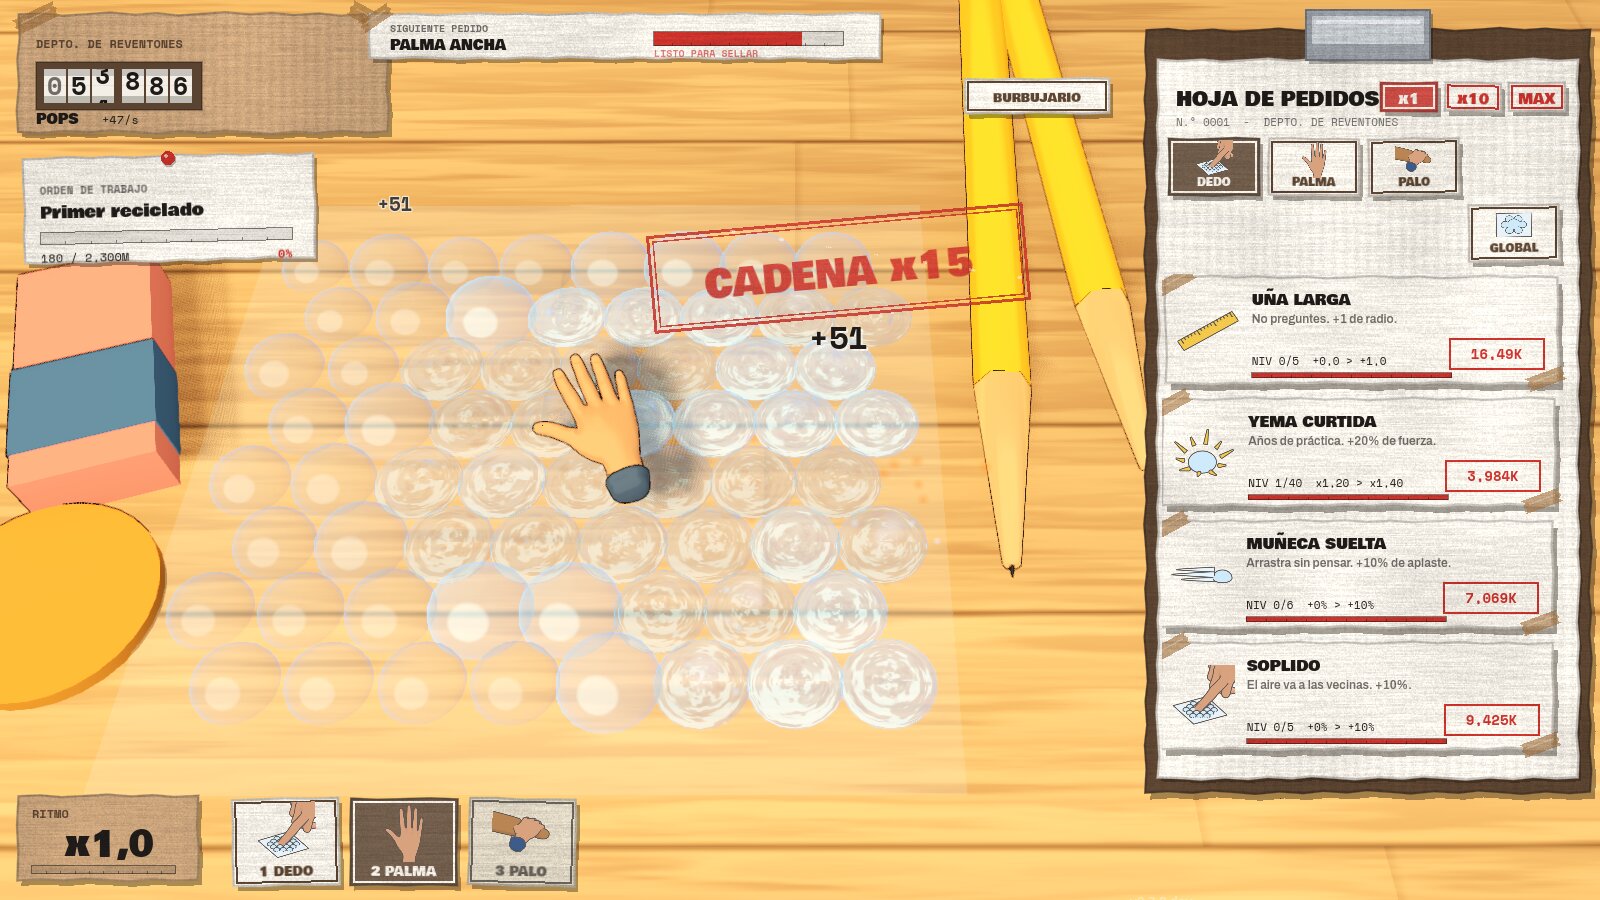 DEPTO. DE REVENTONES
POPS +47/s
SIGUIENTE PEDIDO
PALMA ANCHA
LISTO PARA SELLAR
BURBUJARIO
ORDEN DE TRABAJO
Primer reciclado
0%
180 / 2,300M
+51
CADENA x15
+51
HOJA DE PEDIDOS
x1
x10
MAX
N.° 0001 - DEPTO. DE REVENTONES
DEDO
PALMA
PALO
GLOBAL
UÑA LARGA
No preguntes. +1 de radio.
NIV 0/5 +0,0 > +1,0
16,49K
YEMA CURTIDA
Años de práctica. +20% de fuerza.
NIV 1/40 x1,20 > x1,40
3,984K
MUÑECA SUELTA
Arrastra sin pensar. +10% de aplaste.
NIV 0/6 +0% > +10%
7,069K
SOPLIDO
El aire va a las vecinas. +10%.
NIV 0/5 +0% > +10%
9,425K
RITMO
x1,0
1 DEDO
2 PALMA
3 PALO